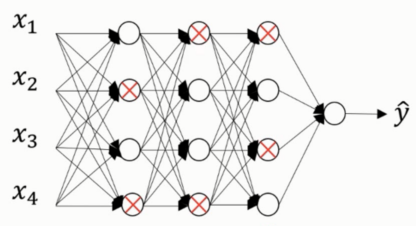 x₁
x₂
ŷ
x₃
x₄